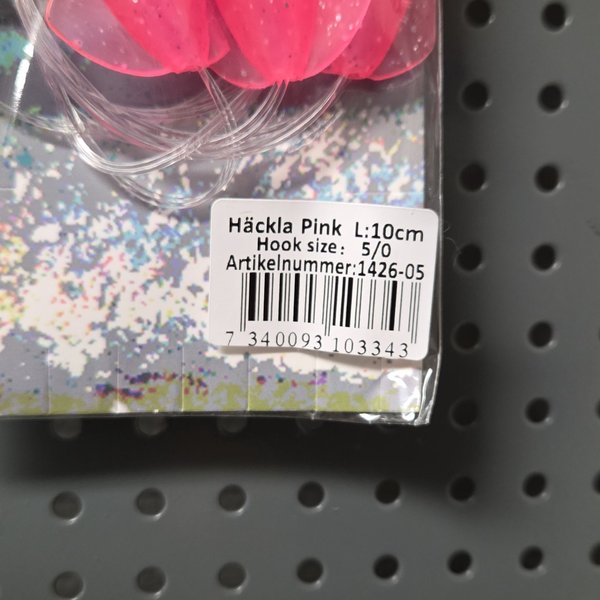 Häckla Pink L:10cm
Hook size: 5/0
Artikelnummer:1426-05
7 340093 103343